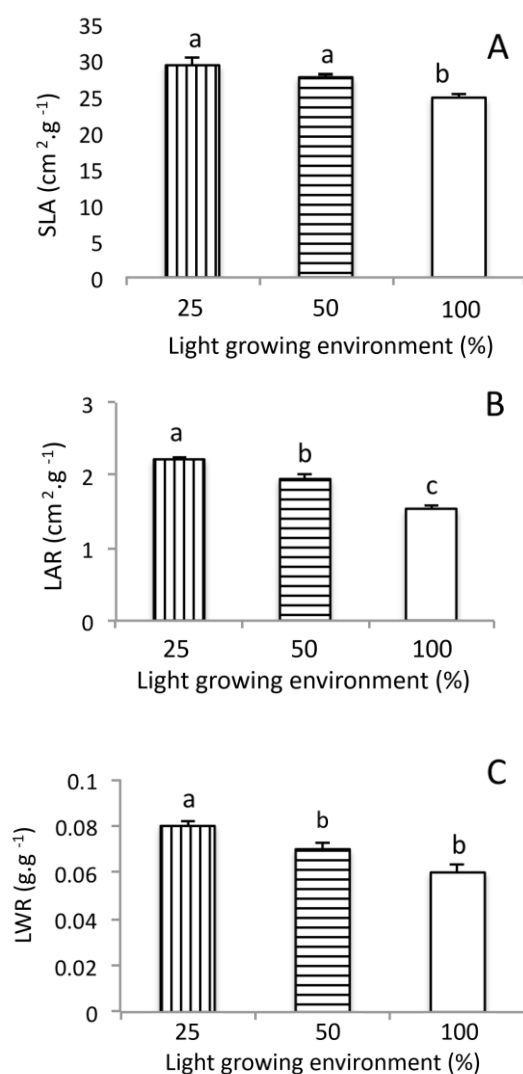 A
35
30
25
20
15
10
5
0
SLA (cm².g⁻¹)
a
a
b
25 50 100
Light growing environment (%)
B
3
2
1
0
LAR (cm².g⁻¹)
a
b
c
25 50 100
Light growing environment (%)
C
0.1
0.08
0.06
0.04
0.02
0
LWR (g.g⁻¹)
a
b
b
25 50 100
Light growing environment (%)